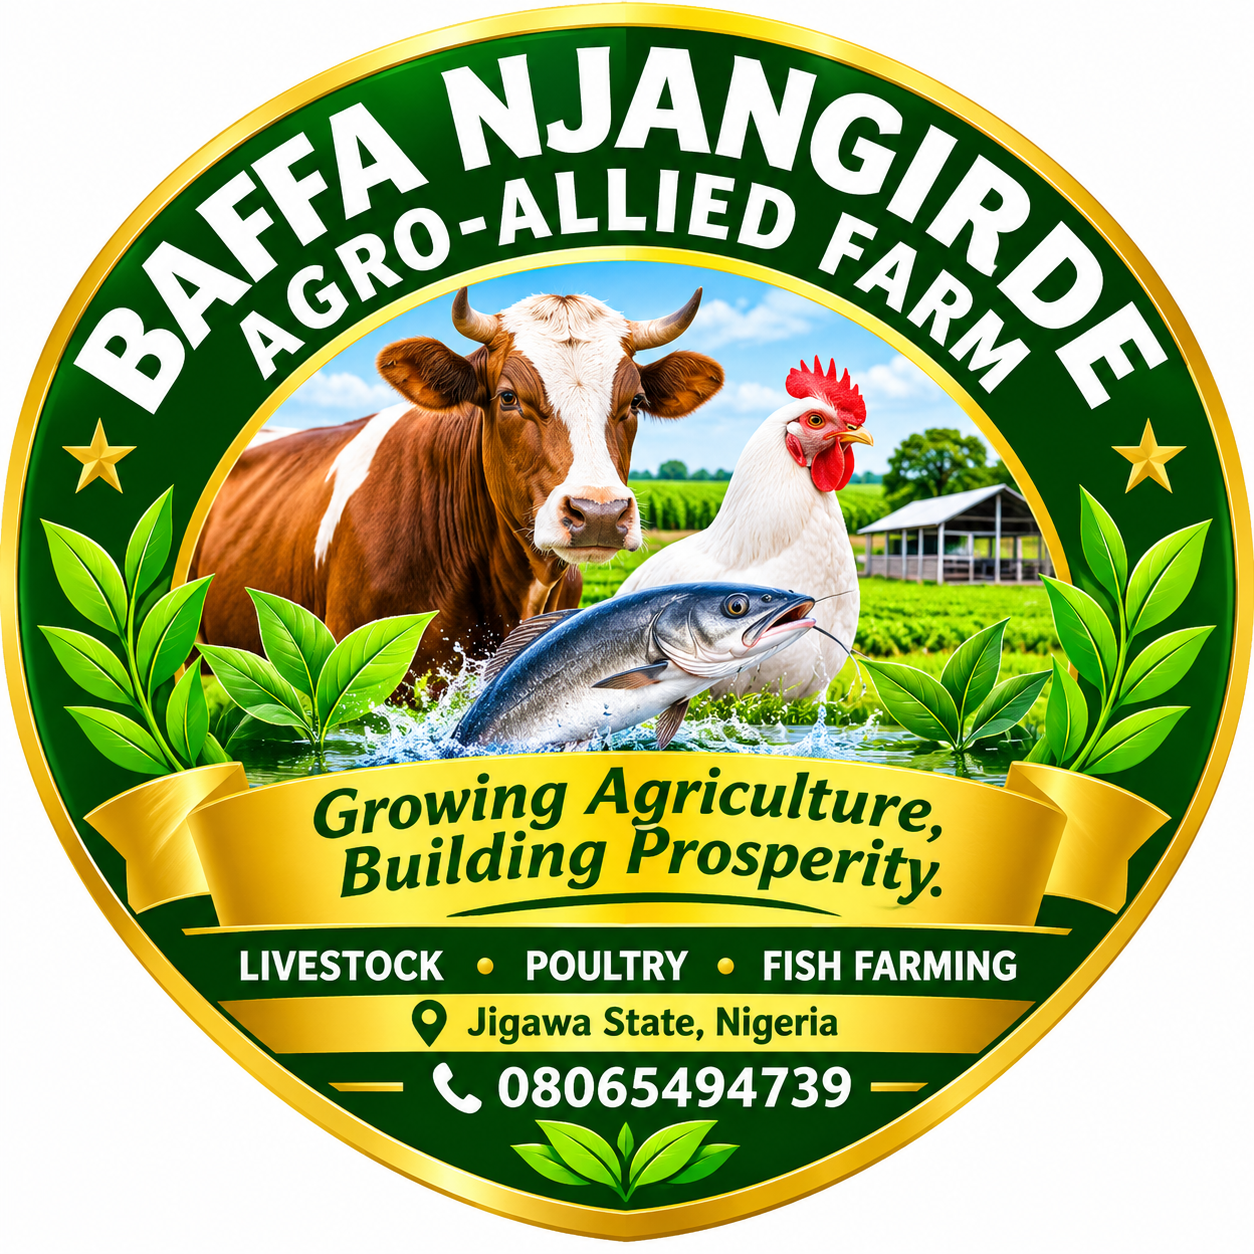 BAFFA NJANGIRDE
AGRO-ALLIED FARM
Growing Agriculture,
Building Prosperity.
LIVESTOCK • POULTRY • FISH FARMING
Jigawa State, Nigeria
08065494739